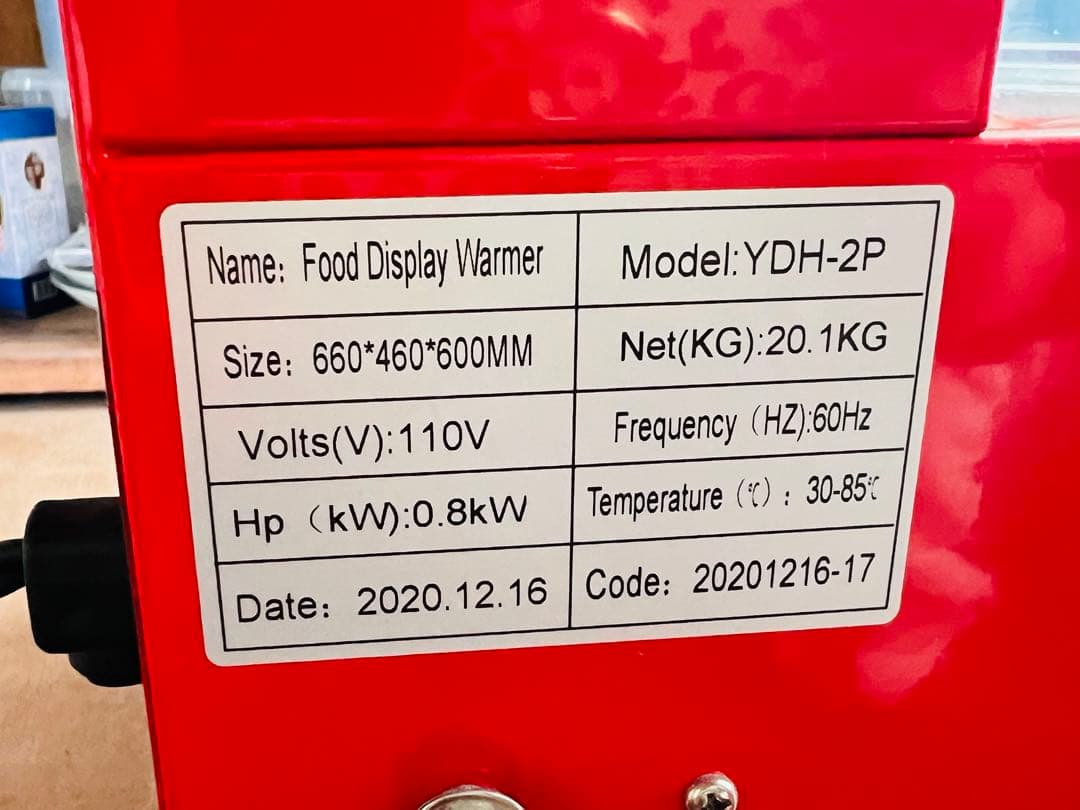 Name: Food Display Warmer
Model:YDH-2P
Size: 660*460*600MM
Net(KG):20.1KG
Volts(V):110V
Frequency (HZ):60Hz
Hp (kW):0.8kW
Temperature (℃) : 30-85℃
Date: 2020.12.16
Code: 20201216-17